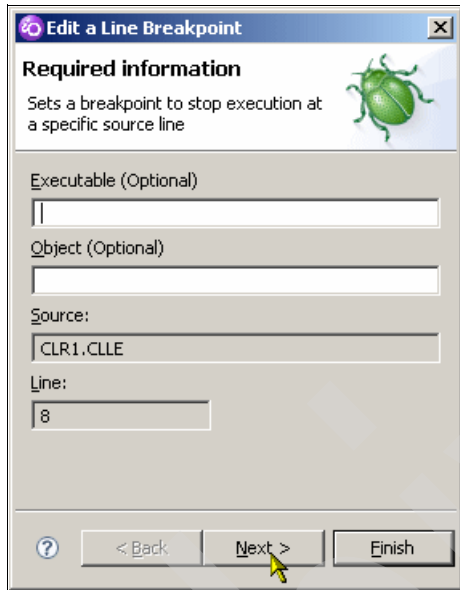 Edit a Line Breakpoint
Required information
Sets a breakpoint to stop execution at
a specific source line
Executable (Optional)
Object (Optional)
Source:
CLR1.CLLE
Line:
8
? < Back Next > Finish